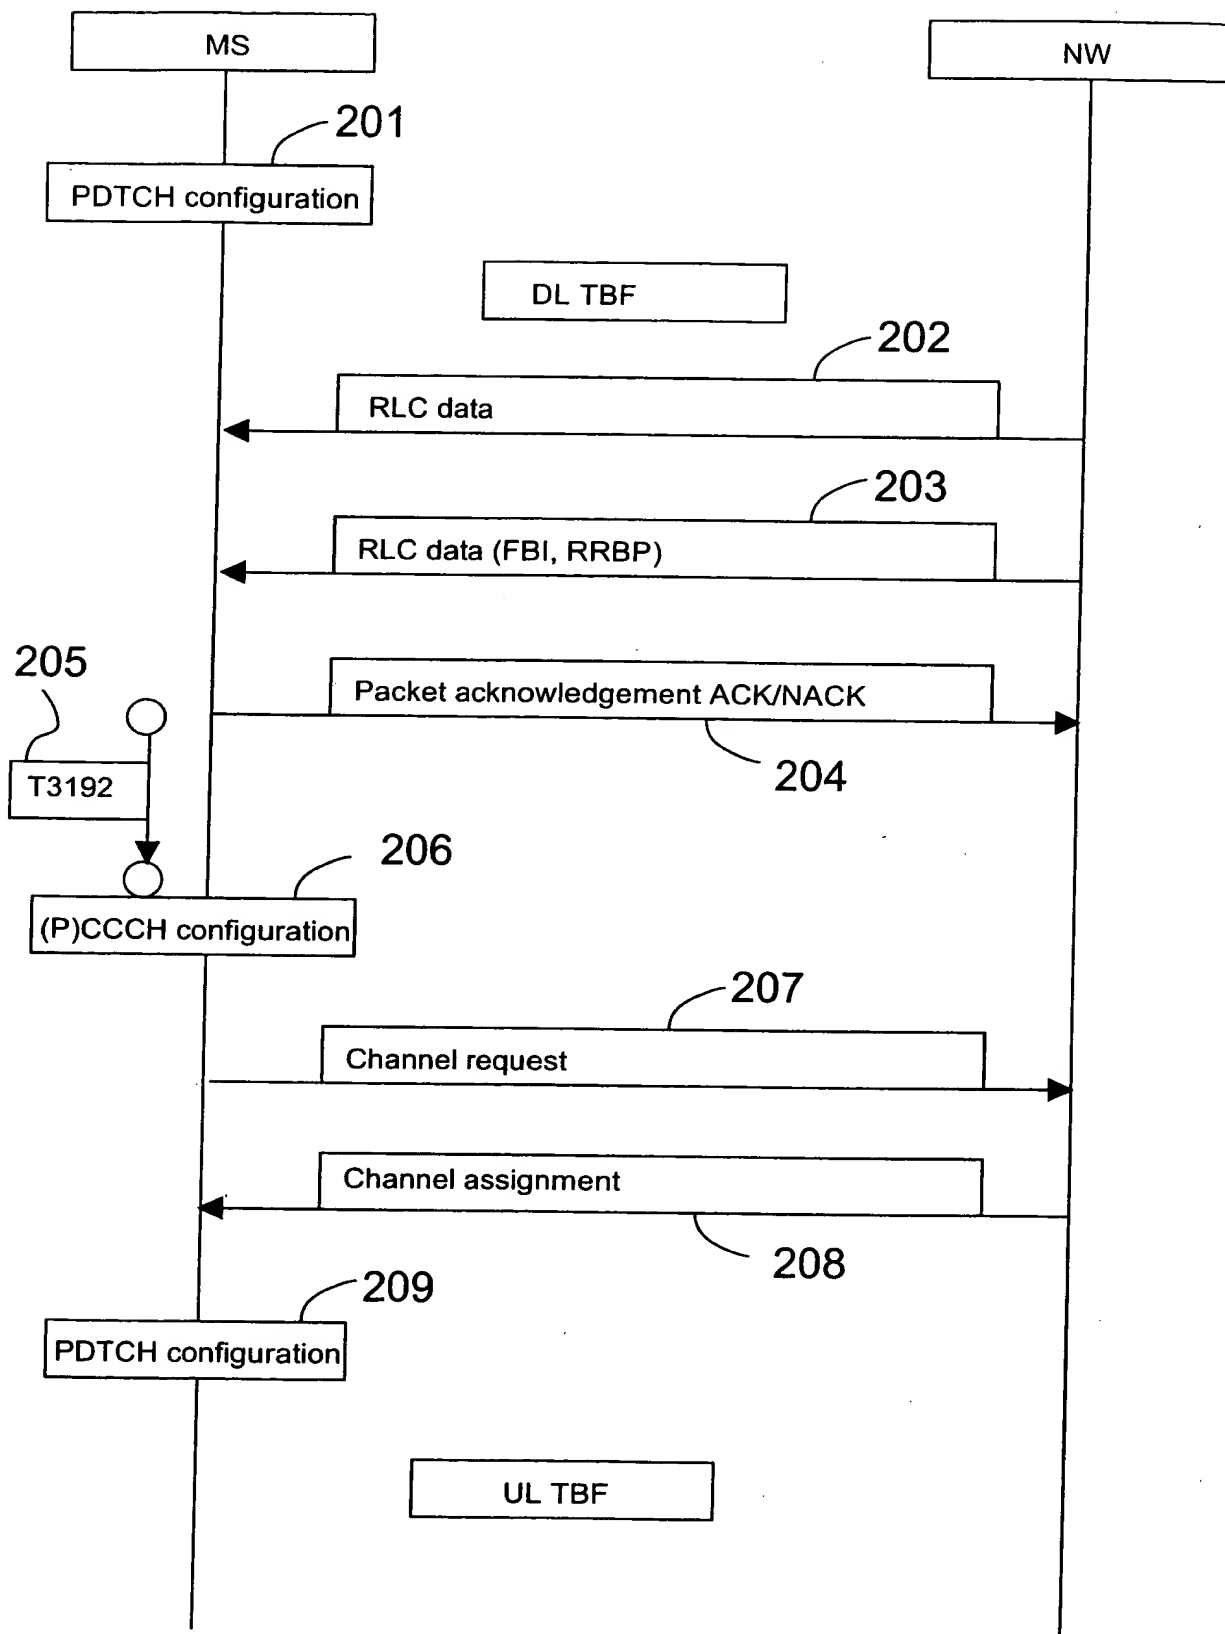 MS
NW
201
PDTCH configuration
DL TBF
202
RLC data
203
RLC data (FBI, RRBP)
205
Packet acknowledgement ACK/NACK
T3192
204
206
(P)CCCH configuration
207
Channel request
Channel assignment
208
209
PDTCH configuration
UL TBF